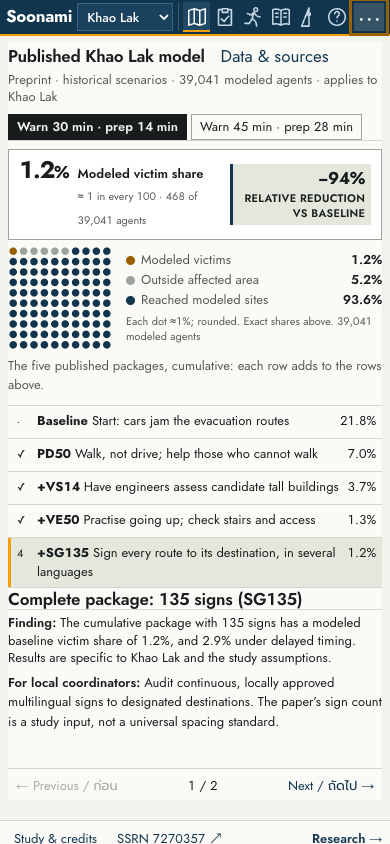 Soonami Khao Lak ...
Published Khao Lak model Data & sources
Preprint · historical scenarios · 39,041 modeled agents · applies to
Khao Lak
Warn 30 min · prep 14 min Warn 45 min · prep 28 min
1.2% Modeled victim share
≈ 1 in every 100 · 468 of
39,041 agents
−94%
RELATIVE REDUCTION
VS BASELINE
Modeled victims 1.2%
Outside affected area 5.2%
Reached modeled sites 93.6%
Each dot ≈1%; rounded. Exact shares above. 39,041
modeled agents
The five published packages, cumulative: each row adds to the rows
above.
· Baseline Start: cars jam the evacuation routes 21.8%
✓ PD50 Walk, not drive; help those who cannot walk 7.0%
✓ +VS14 Have engineers assess candidate tall buildings 3.7%
✓ +VE50 Practise going up; check stairs and access 1.3%
4 +SG135 Sign every route to its destination, in several 1.2%
languages
Complete package: 135 signs (SG135)
Finding: The cumulative package with 135 signs has a modeled
baseline victim share of 1.2%, and 2.9% under delayed timing.
Results are specific to Khao Lak and the study assumptions.
For local coordinators: Audit continuous, locally approved
multilingual signs to designated destinations. The paper's sign count
is a study input, not a universal spacing standard.
← Previous / ก่อน 1 / 2 Next / ถัดไป →
Study & credits SSRN 7270357 ↗ Research →